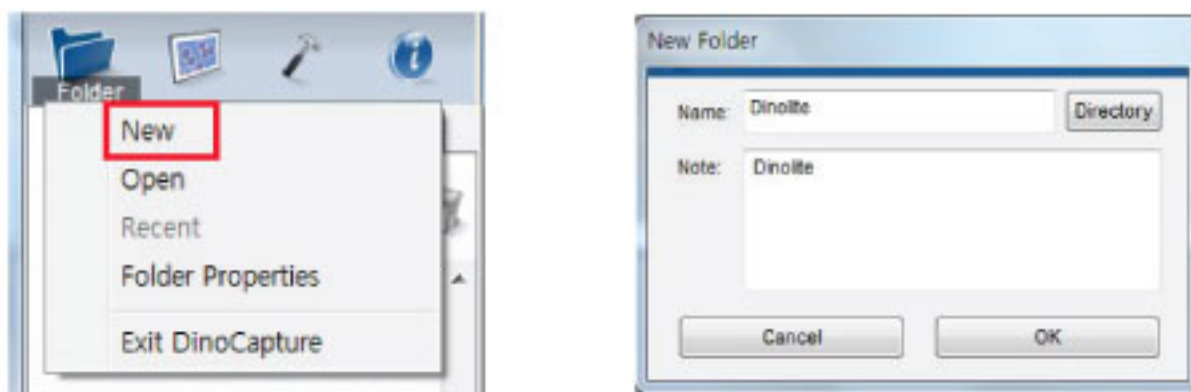 Folder
New
Open
Recent
Folder Properties
Exit DinoCapture
New Folder
Name: Dinolite Directory
Note: Dinolite
Cancel OK